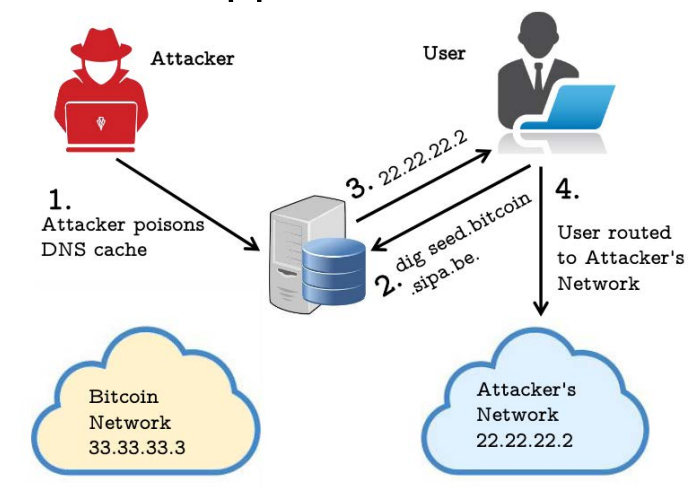 Attacker
User
1.
Attacker poisons
DNS cache
3. 22.22.22.2
2. dig seed.bitcoin
.sipa.be.
4.
User routed
to Attacker's
Network
Bitcoin
Network
33.33.33.3
Attacker's
Network
22.22.22.2